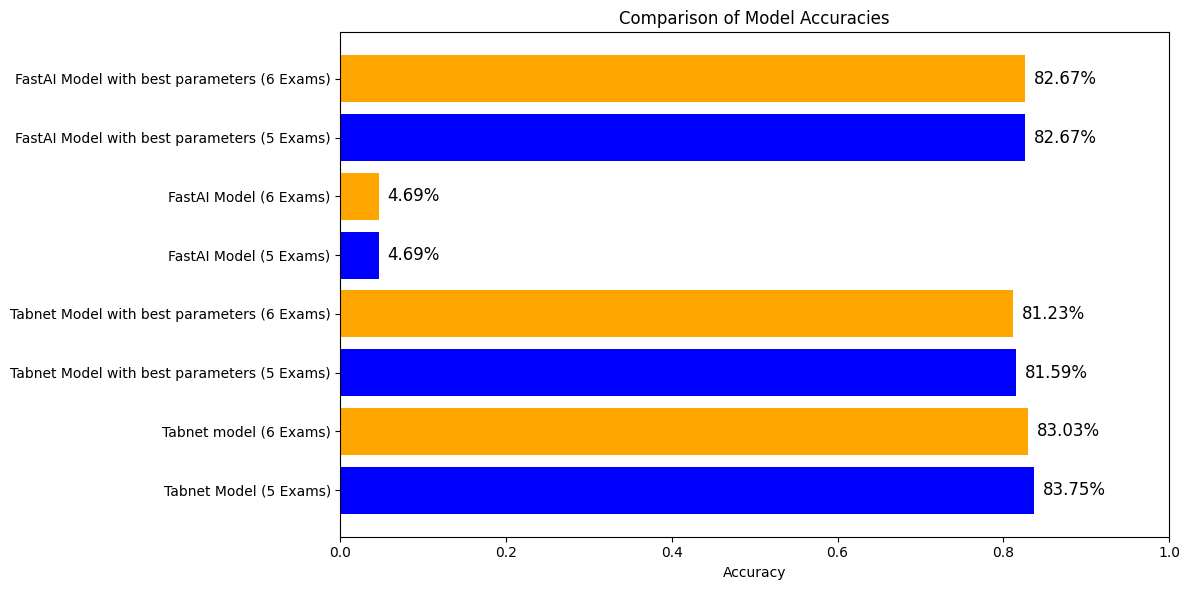 Comparison of Model Accuracies
FastAI Model with best parameters (6 Exams)
82.67%
FastAI Model with best parameters (5 Exams)
82.67%
FastAI Model (6 Exams)
4.69%
FastAI Model (5 Exams)
4.69%
Tabnet Model with best parameters (6 Exams)
81.23%
Tabnet Model with best parameters (5 Exams)
81.59%
Tabnet model (6 Exams)
83.03%
Tabnet Model (5 Exams)
83.75%
0.0 0.2 0.4 0.6 0.8 1.0
Accuracy